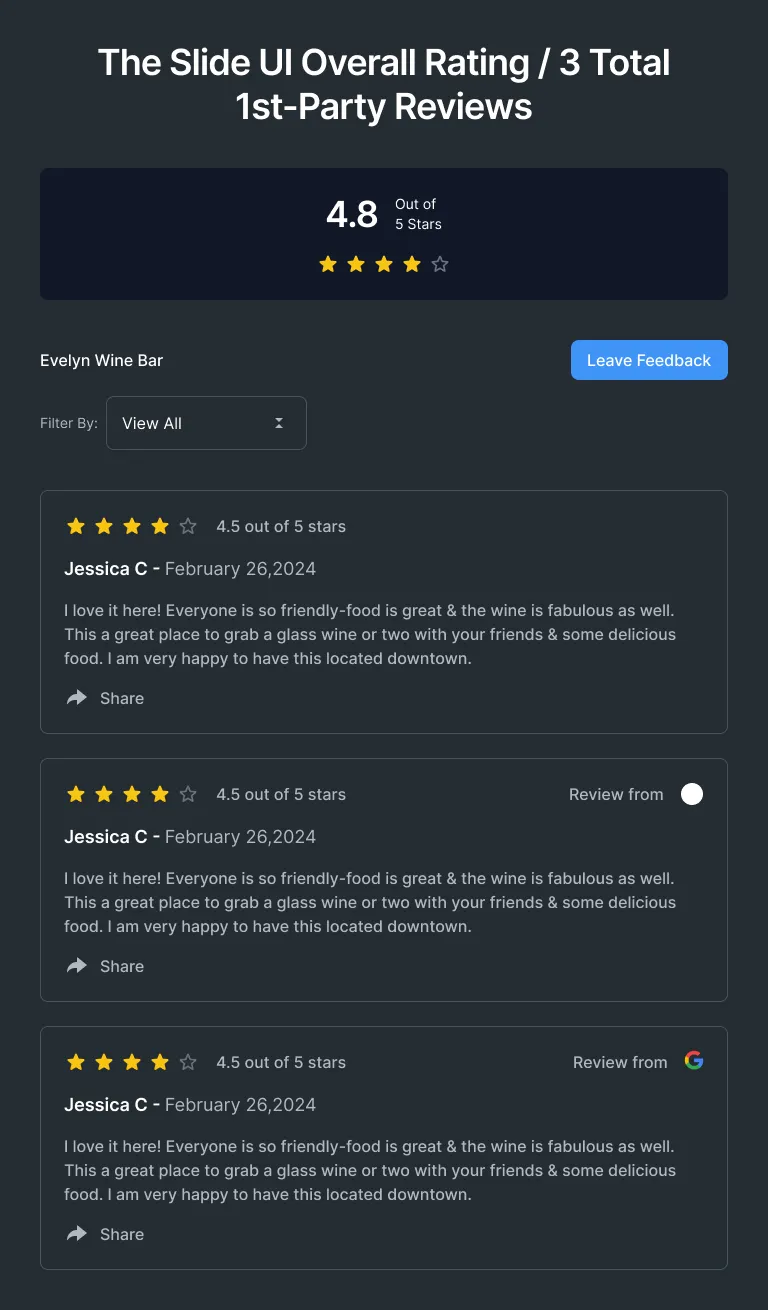 The Slide UI Overall Rating / 3 Total
1st-Party Reviews
4.8
Out of
5 Stars
Evelyn Wine Bar
Leave Feedback
Filter By:
View All
4.5 out of 5 stars
Jessica C - February 26,2024
I love it here! Everyone is so friendly-food is great & the wine is fabulous as well.
This a great place to grab a glass wine or two with your friends & some delicious
food. I am very happy to have this located downtown.
Share
4.5 out of 5 stars
Review from
Jessica C - February 26,2024
I love it here! Everyone is so friendly-food is great & the wine is fabulous as well.
This a great place to grab a glass wine or two with your friends & some delicious
food. I am very happy to have this located downtown.
Share
4.5 out of 5 stars
Review from
Jessica C - February 26,2024
I love it here! Everyone is so friendly-food is great & the wine is fabulous as well.
This a great place to grab a glass wine or two with your friends & some delicious
food. I am very happy to have this located downtown.
Share